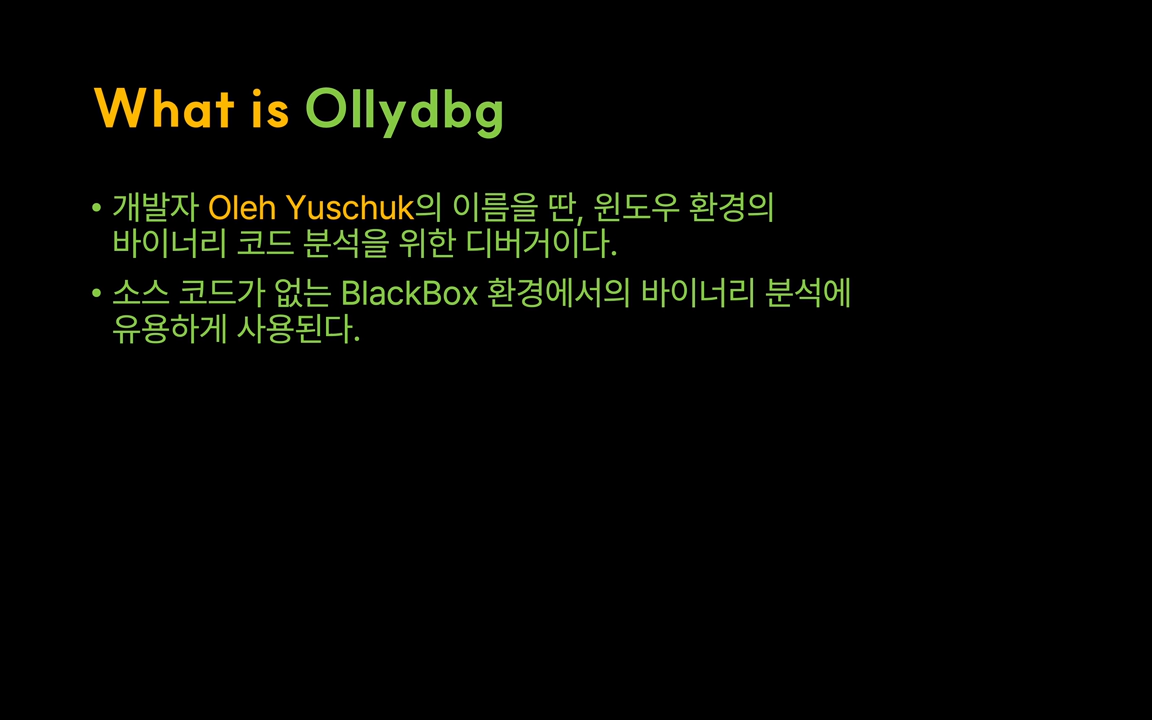 What is Ollydbg
• 개발자 Oleh Yuschuk의 이름을 딴, 윈도우 환경의
바이너리 코드 분석을 위한 디버거이다.
• 소스 코드가 없는 BlackBox 환경에서의 바이너리 분석에
유용하게 사용된다.